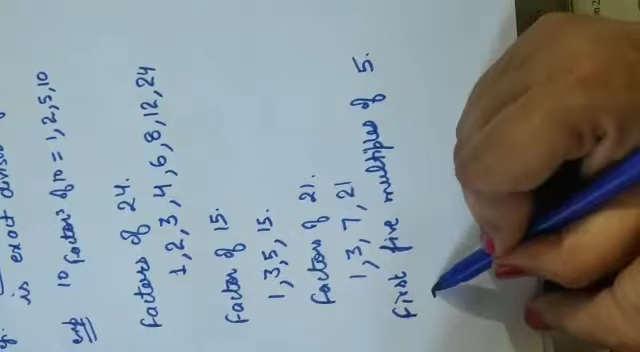 is exact divisor
10 factors of 10 = 1, 2, 5, 10
factors of 24.
1, 2, 3, 4, 6, 8, 12, 24
factor of 15.
1, 3, 5, 15.
factors of 21.
1, 3, 7, 21
first five multiples of 5.